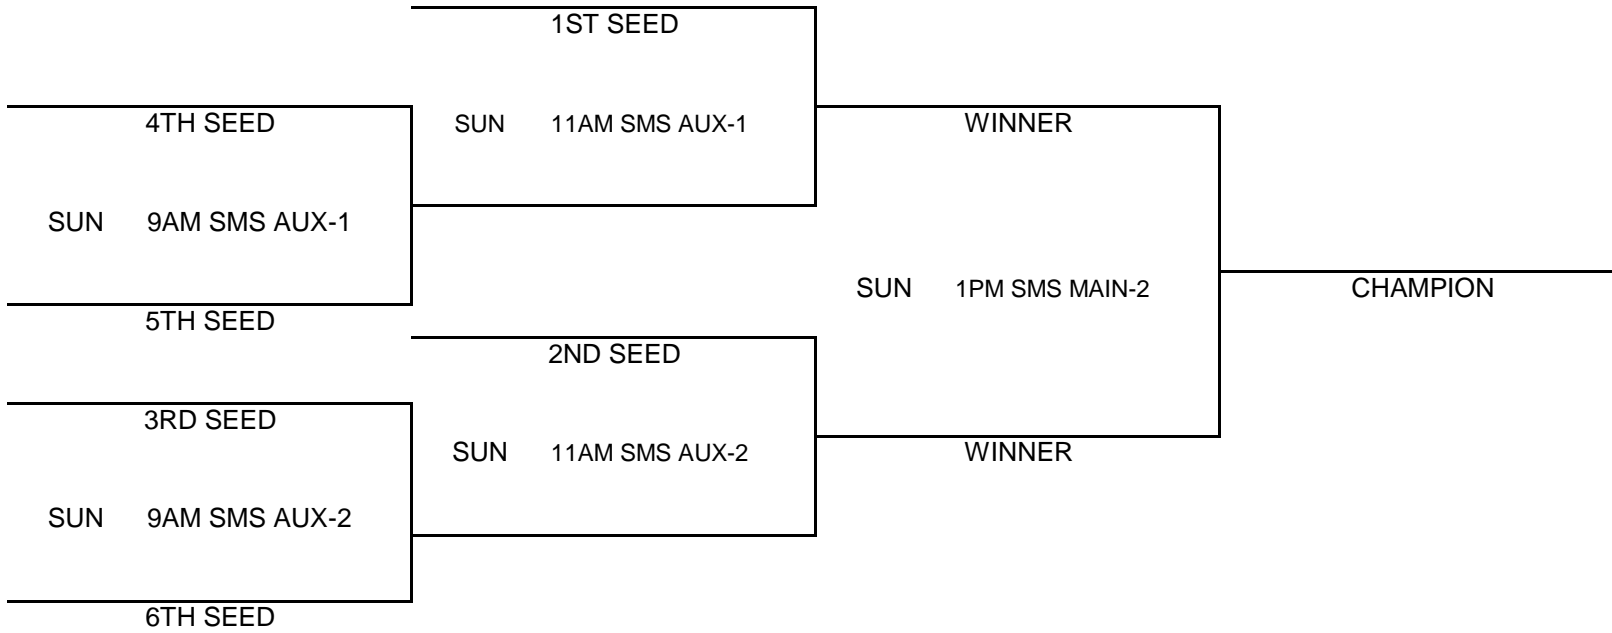 1ST SEED
4TH SEED
SUN 11AM SMS AUX-1
WINNER
SUN 9AM SMS AUX-1
SUN 1PM SMS MAIN-2
CHAMPION
5TH SEED
2ND SEED
3RD SEED
SUN 11AM SMS AUX-2
WINNER
SUN 9AM SMS AUX-2
6TH SEED